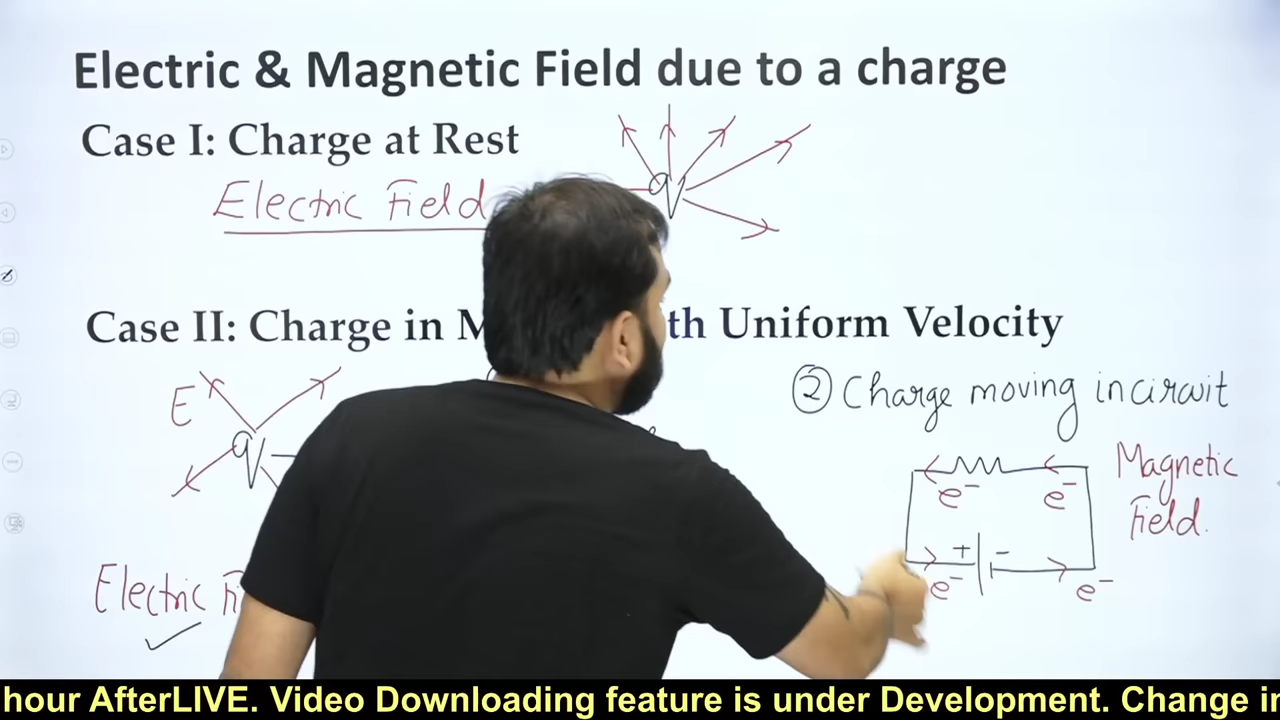 Electric & Magnetic Field due to a charge
Case I: Charge at Rest
Electric Field
q
Case II: Charge in M th Uniform Velocity
E
q
② Charge moving in circuit
e⁻ e⁻
Magnetic
Field.
+ -
e⁻ e⁻
Electric
hour AfterLIVE. Video Downloading feature is under Development. Change in